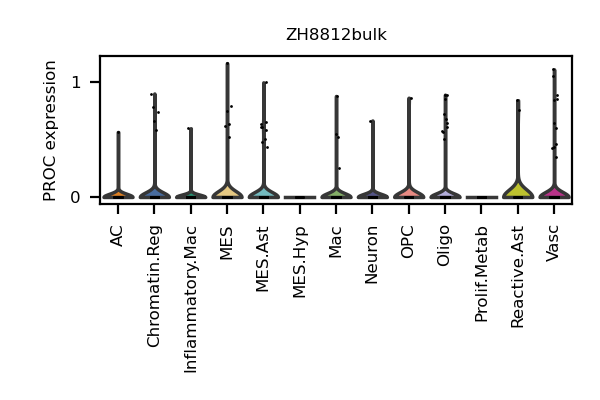 ZH8812bulk
PROC expression
1
0
AC
Chromatin.Reg
Inflammatory.Mac
MES
MES.Ast
MES.Hyp
Mac
Neuron
OPC
Oligo
Prolif.Metab
Reactive.Ast
Vasc